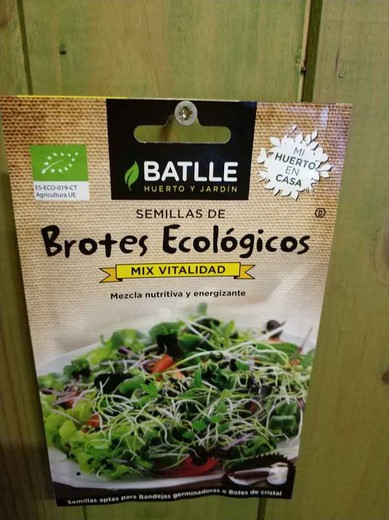 BATLLE
HUERTO Y JARDÍN
ES-ECO-019-CT
Agricultura UE
MI
HUERTO
EN
CASA
SEMILLAS DE
Brotes Ecológicos
MIX VITALIDAD
Mezcla nutritiva y energizante
Semillas aptas para Bandejas germinadoras o Botes de cristal